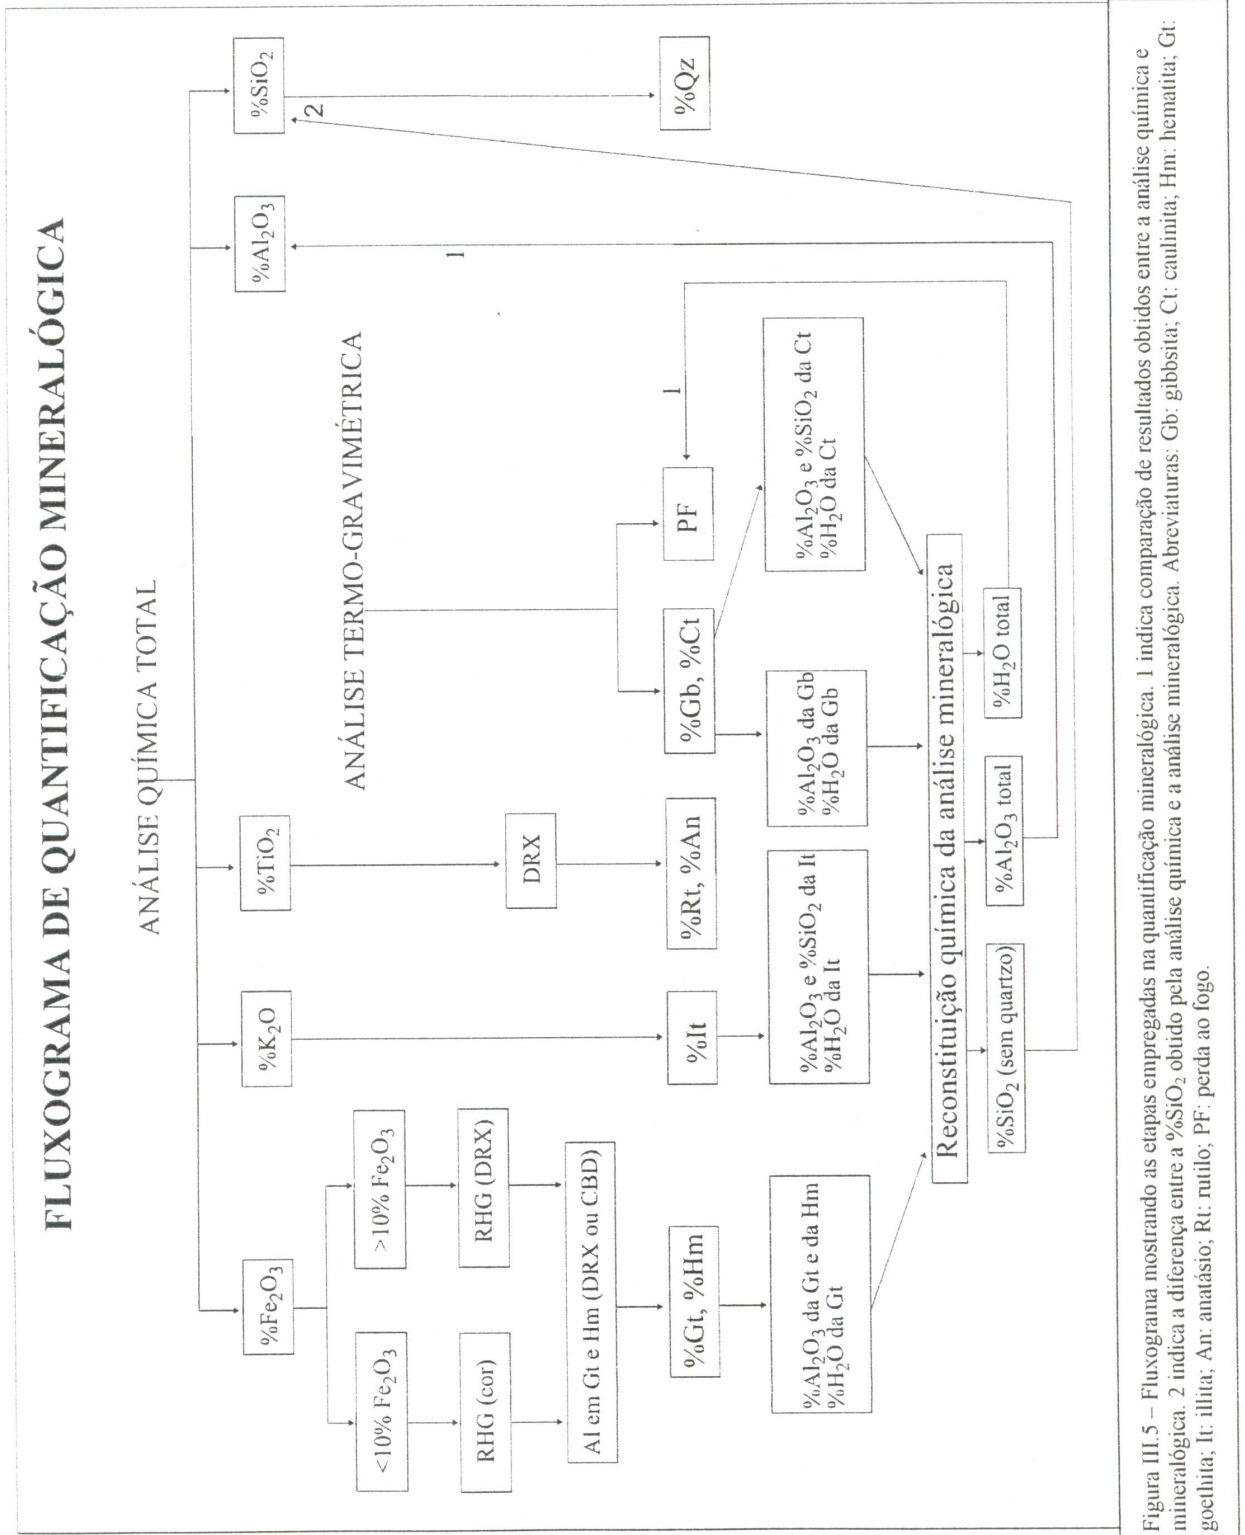 FLUXOGRAMA DE QUANTIFICAÇÃO MINERALÓGICA
ANÁLISE QUÍMICA TOTAL
%Fe₂O₃
%K₂O
%TiO₂
%Al₂O₃
%SiO₂
<10% Fe₂O₃
>10% Fe₂O₃
RHG (cor)
RHG (DRX)
Al em Gt e Hm (DRX ou CBD)
%Gt, %Hm
%Al₂O₃ da Gt e da Hm
%H₂O da Gt
%It
%Al₂O₃ e %SiO₂ da It
%H₂O da It
DRX
%Rt, %An
ANÁLISE TERMO-GRAVIMÉTRICA
%Gb, %Ct
PF
1
%Al₂O₃ da Gb
%H₂O da Gb
%Al₂O₃ e %SiO₂ da Ct
%H₂O da Ct
1
2
%Qz
Reconstituição química da análise mineralógica
%SiO₂ (sem quartzo)
%Al₂O₃ total
%H₂O total
Figura III.5 – Fluxograma mostrando as etapas empregadas na quantificação mineralógica. 1 indica comparação de resultados obtidos entre a análise química e
mineralógica. 2 indica a diferença entre a %SiO₂ obtido pela análise química e a análise mineralógica. Abreviaturas: Gb: gibbsita; Ct: caulinita; Hm: hematita; Gt:
goethita; It: illita; An: anatásio; Rt: rutilo; PF: perda ao fogo.